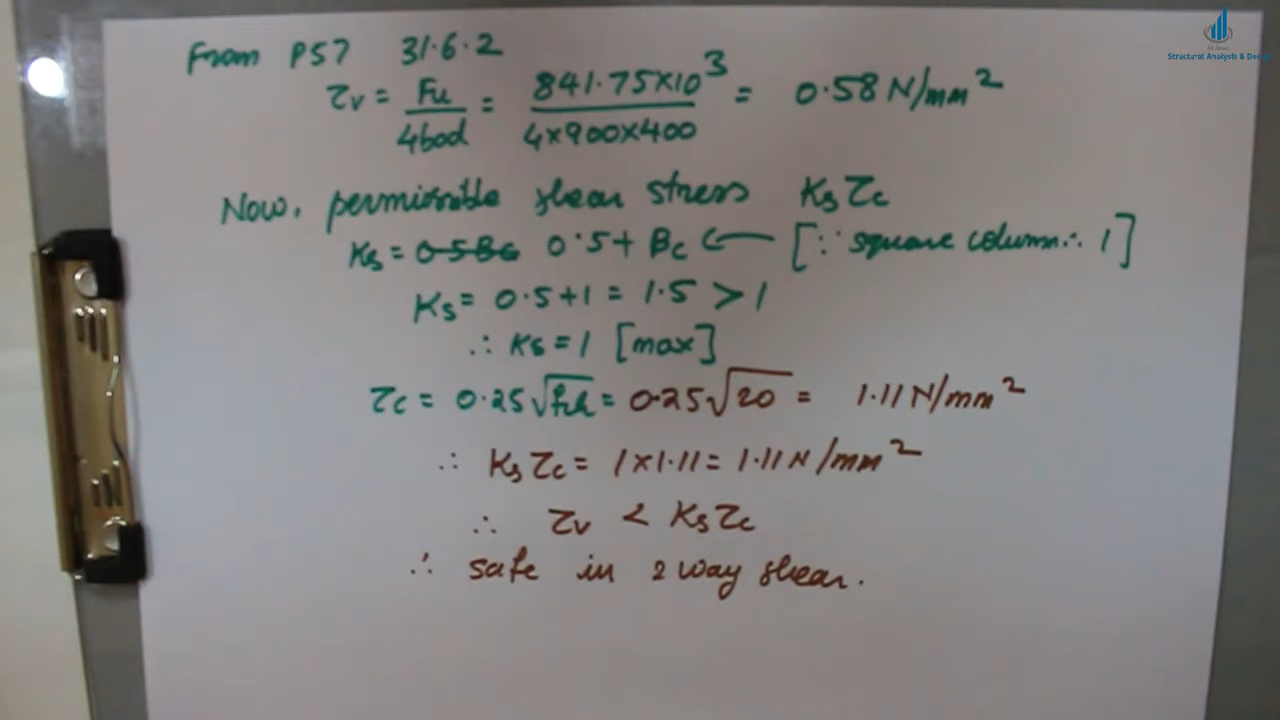 From P57 31.6.2
τv = Fu/4bod = 841.75×10³/4×900×400 = 0.58 N/mm²
Now, permissible shear stress Ks τc
Ks = 0.5+ Bc ← [∵ square column ∴ 1]
Ks = 0.5+1 = 1.5 > 1
∴ Ks = 1 [max]
τc = 0.25√fck = 0.25√20 = 1.11 N/mm²
∴ Ks τc = 1×1.11 = 1.11 N/mm²
∴ τv < Ks τc
∴ safe in 2 way shear.
Structural Analysis & Des